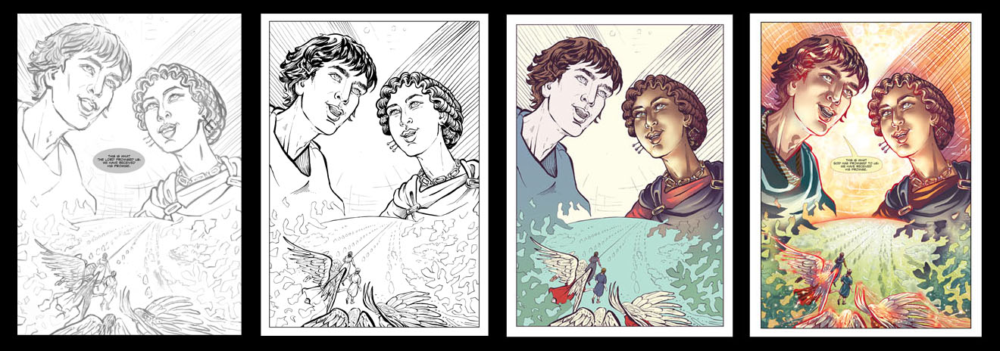 THIS IS WHAT
THE LORD PROMISED US.
WE HAVE RECEIVED
HIS PROMISE.
THIS IS WHAT
GOD HAS PROMISED TO US:
WE HAVE RECEIVED
HIS PROMISE.